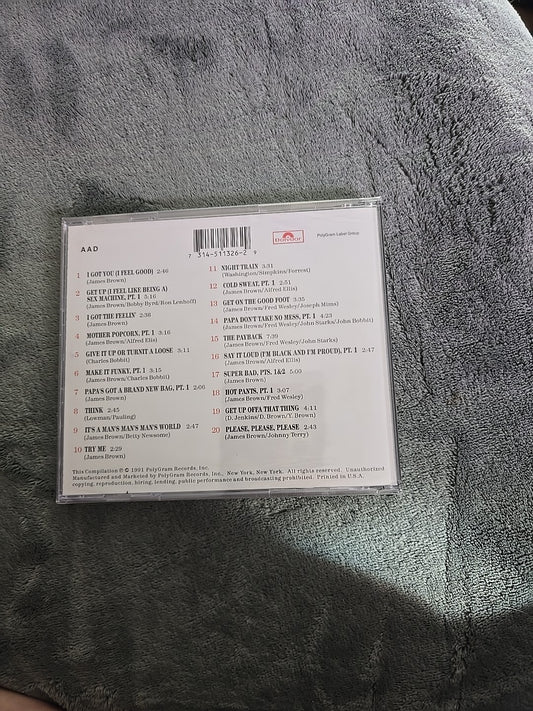 AAD
7 314-511326-2 9
Polydor
PolyGram Label Group
1 I GOT YOU (I FEEL GOOD) 2:46
(James Brown)
2 GET UP (I FEEL LIKE BEING A)
SEX MACHINE, PT. 1 5:16
(James Brown/Bobby Byrd/Ron Lenhoff)
3 I GOT THE FEELIN' 2:36
(James Brown)
4 MOTHER POPCORN, PT. 1 3:16
(James Brown/Alfred Ellis)
5 GIVE IT UP OR TURNIT A LOOSE 3:11
(Charles Bobbit)
6 MAKE IT FUNKY, PT. 1 3:15
(James Brown/Charles Bobbit)
7 PAPA'S GOT A BRAND NEW BAG, PT. 1 2:06
(James Brown)
8 THINK 2:45
(Lowman/Pauling)
9 IT'S A MAN'S MAN'S MAN'S WORLD 2:47
(James Brown/Betty Newsome)
10 TRY ME 2:29
(James Brown)
11 NIGHT TRAIN 3:31
(Washington/Simpkins/Forrest)
12 COLD SWEAT, PT. 1 2:51
(James Brown/Alfred Ellis)
13 GET ON THE GOOD FOOT 3:35
(James Brown/Fred Wesley/Joseph Mims)
14 PAPA DON'T TAKE NO MESS, PT. 1 4:23
(James Brown/Fred Wesley/John Starks/John Bobbit)
15 THE PAYBACK 7:39
(James Brown/Fred Wesley/John Starks)
16 SAY IT LOUD (I'M BLACK AND I'M PROUD), PT. 1 2:47
(James Brown/Alfred Ellis)
17 SUPER BAD, PTS. 1&2 5:00
(James Brown)
18 HOT PANTS, PT. 1 3:07
(James Brown/Fred Wesley)
19 GET UP OFFA THAT THING 4:11
(D. Jenkins/D. Brown/Y. Brown)
20 PLEASE, PLEASE, PLEASE 2:43
(James Brown/Johnny Terry)
This Compilation ℗ © 1991 PolyGram Records, Inc.
Manufactured and Marketed by PolyGram Records, Inc., New York, New York. All rights reserved. Unauthorized
copying, reproduction, hiring, lending, public performance and broadcasting prohibited. Printed in U.S.A.